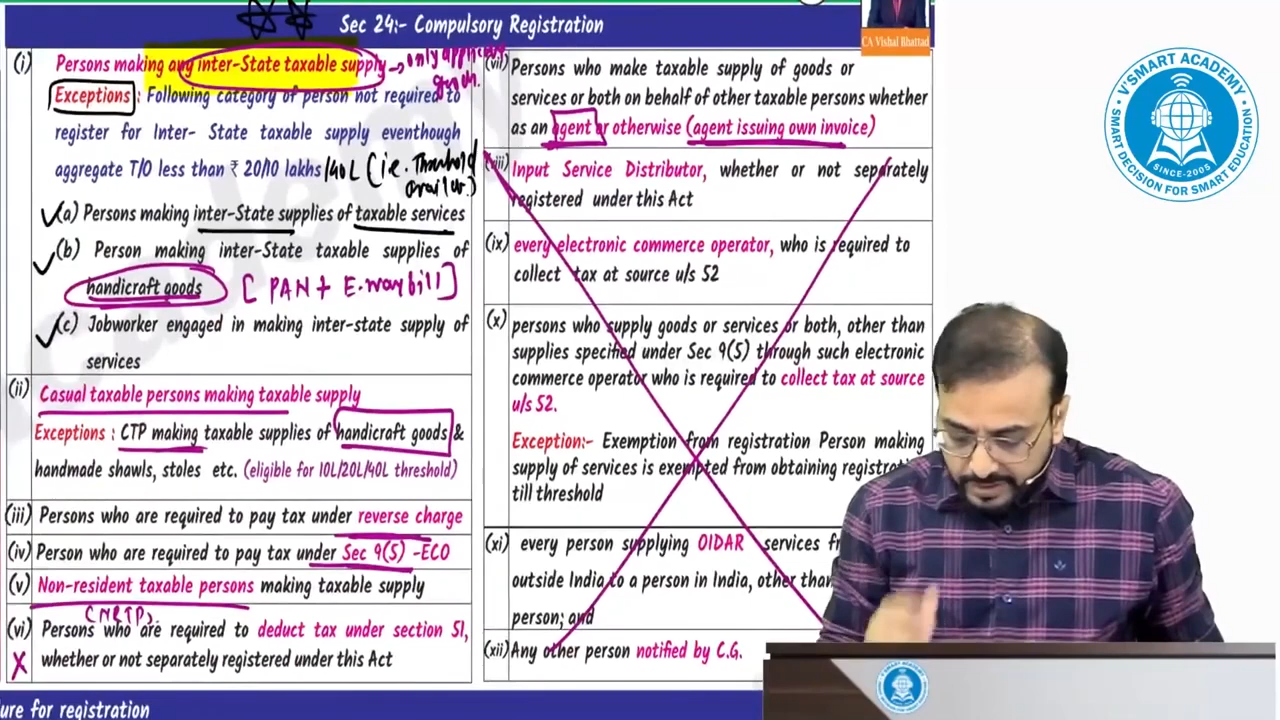 Sec 24:- Compulsory Registration
CA Vishal Bhattad
V'SMART ACADEMY
SINCE-2005
SMART DECISION FOR SMART EDUCATION
(i) Persons making any inter-State taxable supply → only
Exceptions : Following category of person not required to
register for Inter- State taxable supply eventhough
aggregate T/O less than ₹ 20/10 lakhs /40L (i.e. Threshold
(a) Persons making inter-State supplies of taxable services
(b) Person making inter-State taxable supplies of
handicraft goods [PAN + E-way bill]
(c) Jobworker engaged in making inter-state supply of
services
(ii) Casual taxable persons making taxable supply
Exceptions : CTP making taxable supplies of handicraft goods &
handmade shawls, stoles etc. (eligible for 10L/20L/40L threshold)
(iii) Persons who are required to pay tax under reverse charge
(iv) Person who are required to pay tax under Sec 9(5) -ECO
(v) Non-resident taxable persons making taxable supply
(NRTP)
(vi) Persons who are required to deduct tax under section 51,
whether or not separately registered under this Act
(vii) Persons who make taxable supply of goods or
services or both on behalf of other taxable persons whether
as an agent or otherwise (agent issuing own invoice)
(viii) Input Service Distributor, whether or not separately
registered under this Act
(ix) every electronic commerce operator, who is required to
collect tax at source u/s 52
(x) persons who supply goods or services or both, other than
supplies specified under Sec 9(5) through such electronic
commerce operator who is required to collect tax at source
u/s 52.
Exception:- Exemption from registration Person making
supply of services is exempted from obtaining registrati
till threshold
(xi) every person supplying OIDAR services fr
outside India to a person in India, other than
person; and
(xii) Any other person notified by C.G.
ure for registration